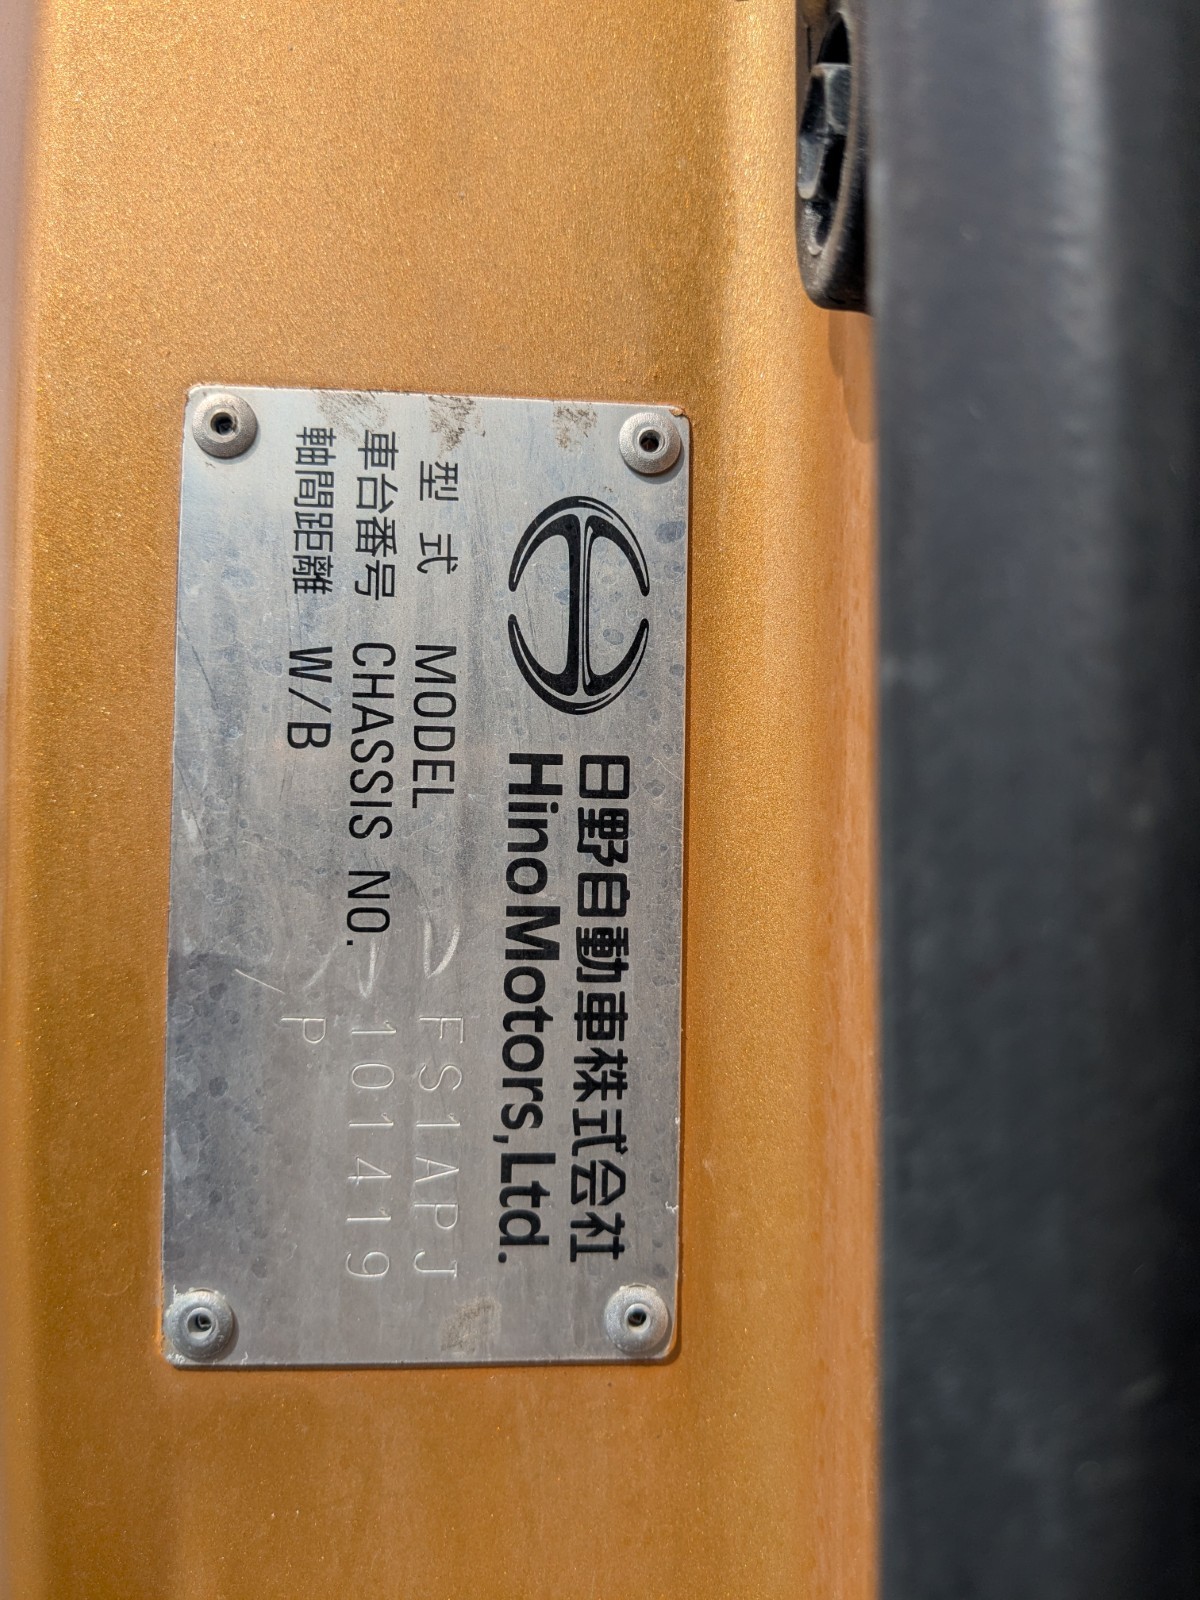 日野自動車株式会社
Hino Motors, Ltd.
型式 MODEL FS1APJ
車台番号 CHASSIS NO. -101419
軸間距離 W/B P